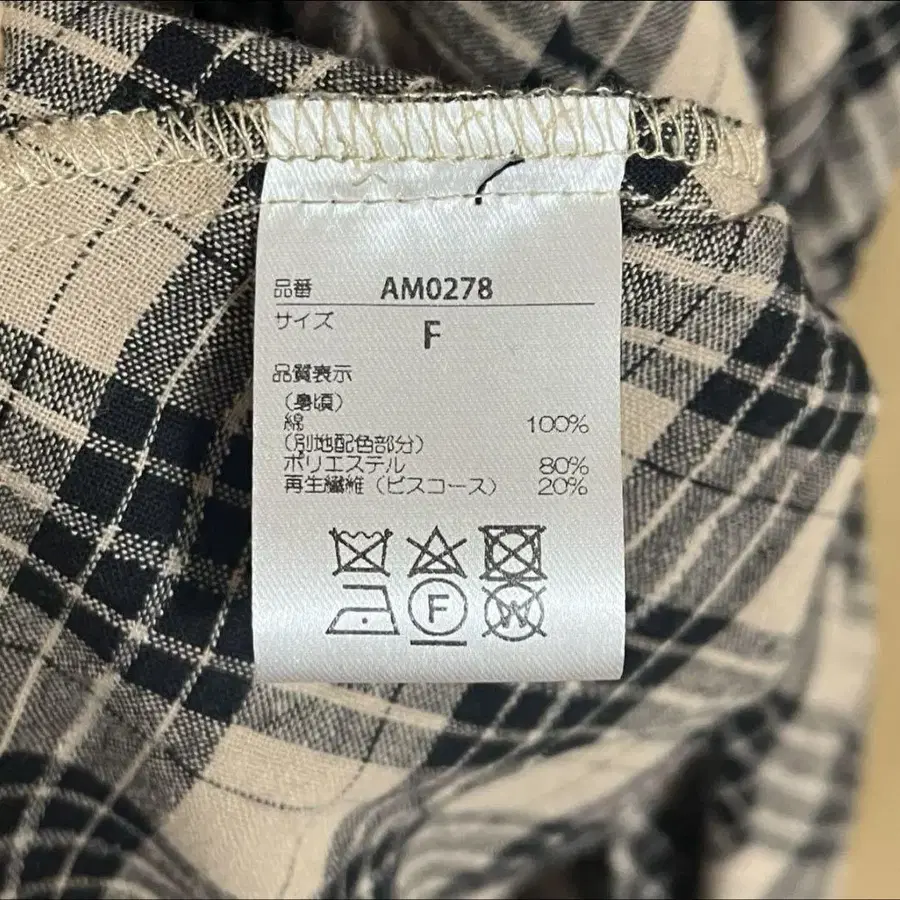 品番 AM0278
サイズ F
品質表示
(身頃)
綿 100%
(別地配色部分)
ポリエステル 80%
再生繊維(ビスコース) 20%
F W